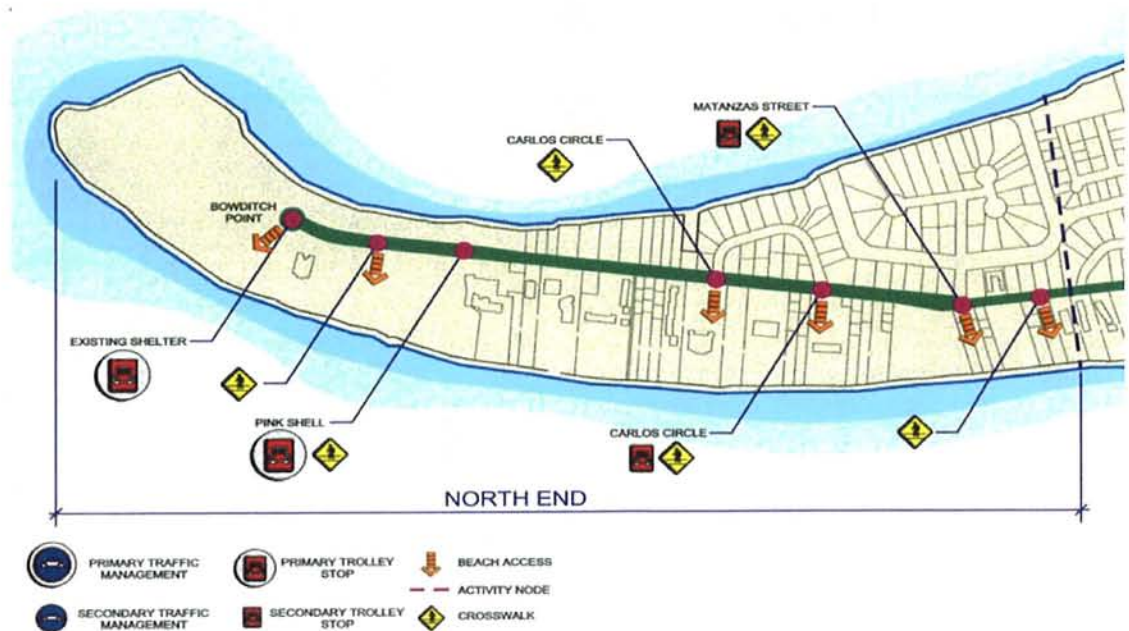 MATANZAS STREET
CARLOS CIRCLE
BOWDITCH
POINT
EXISTING SHELTER
PINK SHELL
CARLOS CIRCLE
NORTH END
PRIMARY TRAFFIC
MANAGEMENT
PRIMARY TROLLEY
STOP
BEACH ACCESS
ACTIVITY NODE
SECONDARY TRAFFIC
MANAGEMENT
SECONDARY TROLLEY
STOP
CROSSWALK